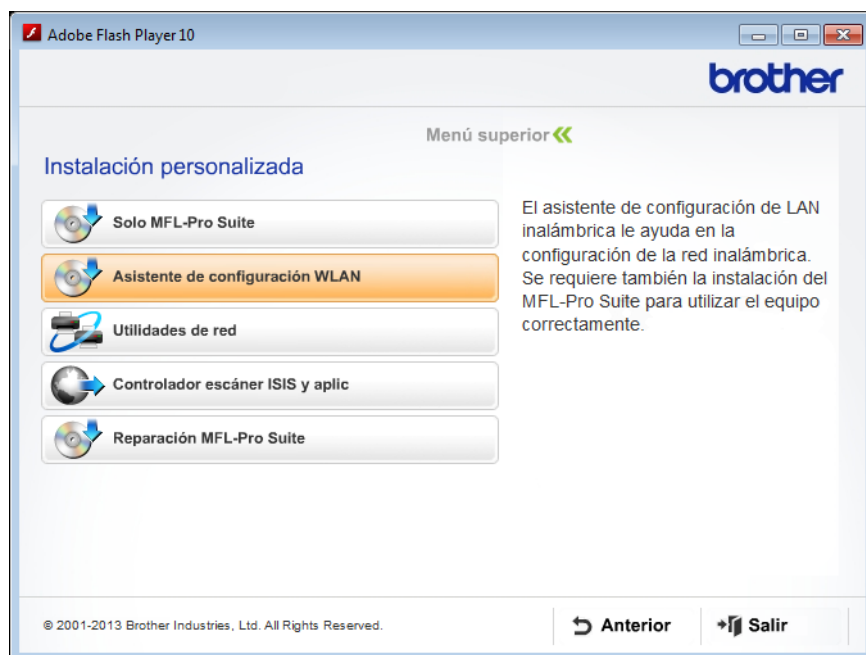 Adobe Flash Player 10
brother
Menú superior
Instalación personalizada
Solo MFL-Pro Suite
Asistente de configuración WLAN
Utilidades de red
Controlador escáner ISIS y aplic
Reparación MFL-Pro Suite
El asistente de configuración de LAN
inalámbrica le ayuda en la
configuración de la red inalámbrica.
Se requiere también la instalación del
MFL-Pro Suite para utilizar el equipo
correctamente.
© 2001-2013 Brother Industries, Ltd. All Rights Reserved.
Anterior
Salir